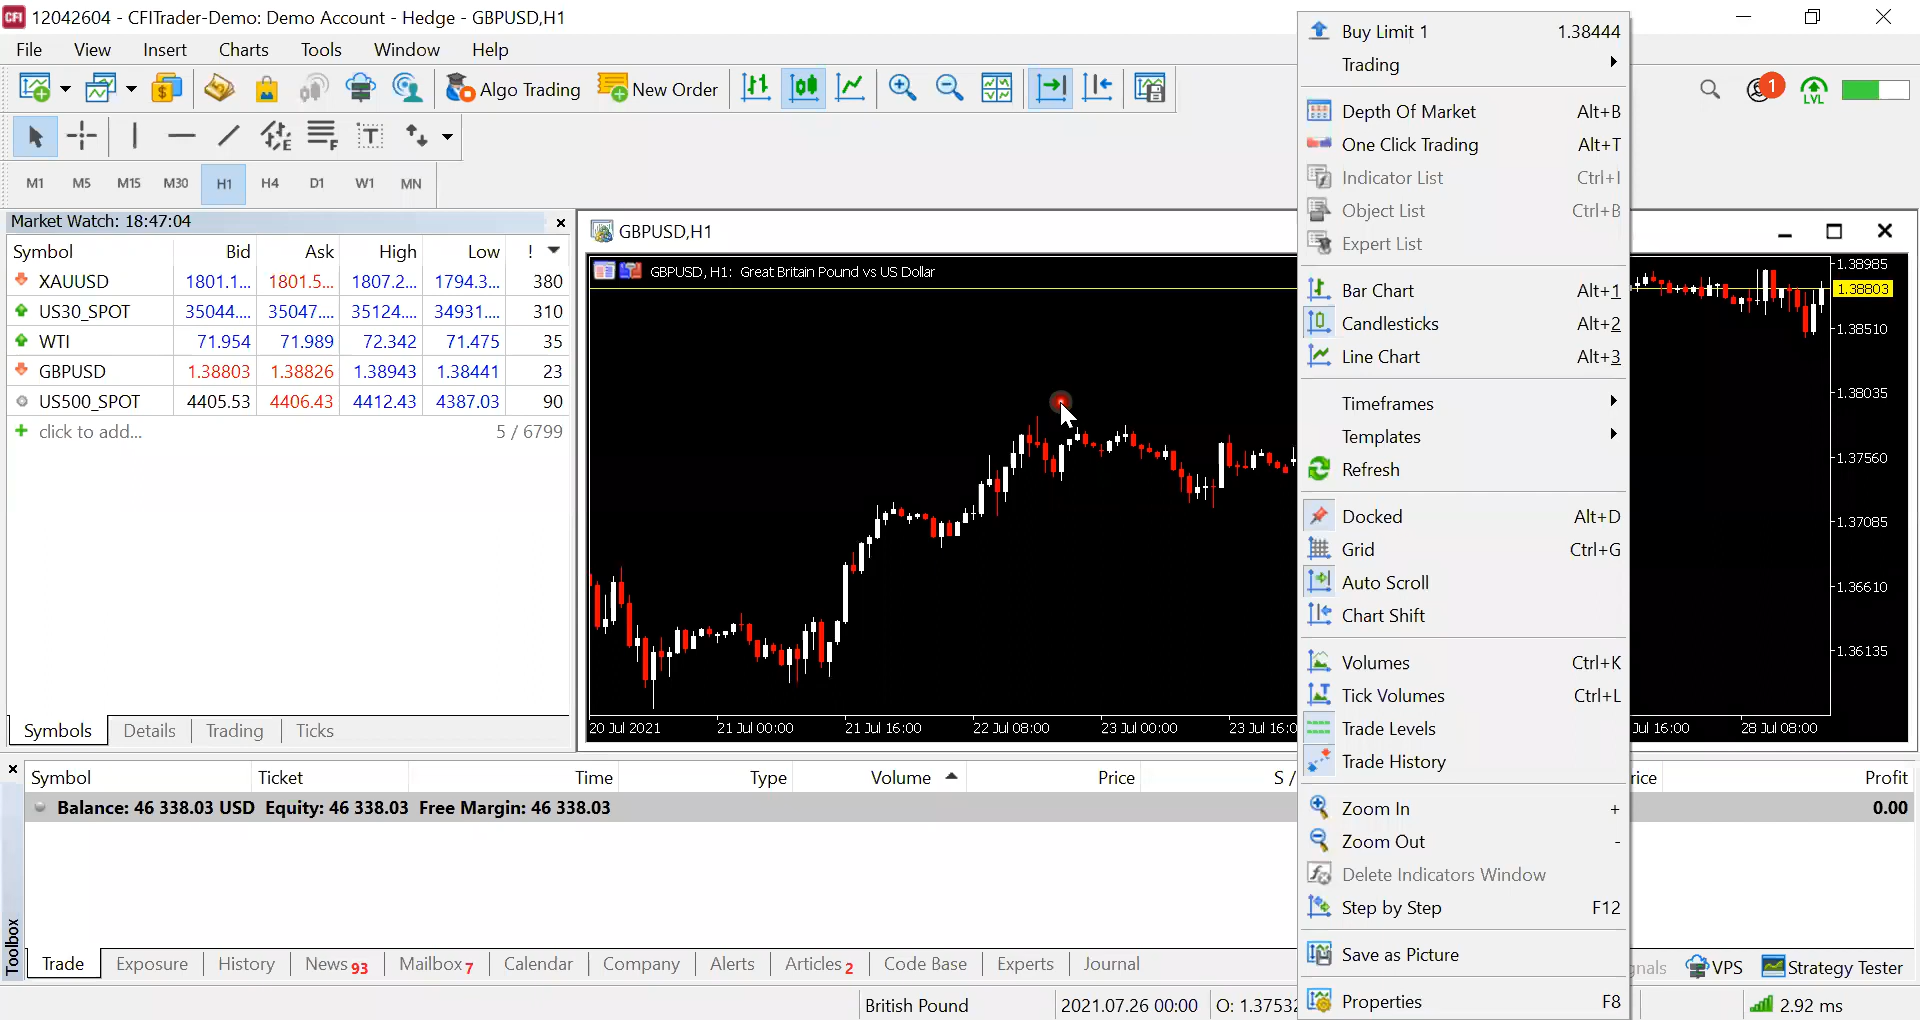 CFI 12042604 - CFITrader-Demo: Demo Account - Hedge - GBPUSD,H1
File View Insert Charts Tools Window Help
Algo Trading New Order 1 LVL
M1 M5 M15 M30 H1 H4 D1 W1 MN
Market Watch: 18:47:04
Symbol Bid Ask High Low !
XAUUSD 1801.1... 1801.5... 1807.2... 1794.3... 380
US30_SPOT 35044.... 35047.... 35124.... 34931.... 310
WTI 71.954 71.989 72.342 71.475 35
GBPUSD 1.38803 1.38826 1.38943 1.38441 23
US500_SPOT 4405.53 4406.43 4412.43 4387.03 90
+ click to add... 5 / 6799
Symbols Details Trading Ticks
GBPUSD,H1
GBPUSD, H1: Great Britain Pound vs US Dollar
1.38985
1.38803
1.38510
1.38035
1.37560
1.37085
1.36610
1.36135
20 Jul 2021 21 Jul 00:00 21 Jul 16:00 22 Jul 08:00 23 Jul 00:00 23 Jul 16:0 Jul 16:00 28 Jul 08:00
Buy Limit 1 1.38444
Trading
Depth Of Market Alt+B
One Click Trading Alt+T
Indicator List Ctrl+I
Object List Ctrl+B
Expert List
Bar Chart Alt+1
Candlesticks Alt+2
Line Chart Alt+3
Timeframes
Templates
Refresh
Docked Alt+D
Grid Ctrl+G
Auto Scroll
Chart Shift
Volumes Ctrl+K
Tick Volumes Ctrl+L
Trade Levels
Trade History
Zoom In +
Zoom Out -
Delete Indicators Window
Step by Step F12
Save as Picture
Properties F8
Symbol Ticket Time Type Volume Price S / rice Profit
Balance: 46 338.03 USD Equity: 46 338.03 Free Margin: 46 338.03 0.00
Toolbox
Trade Exposure History News 93 Mailbox 7 Calendar Company Alerts Articles 2 Code Base Experts Journal gnals VPS Strategy Tester
British Pound 2021.07.26 00:00 O: 1.3753 2.92 ms